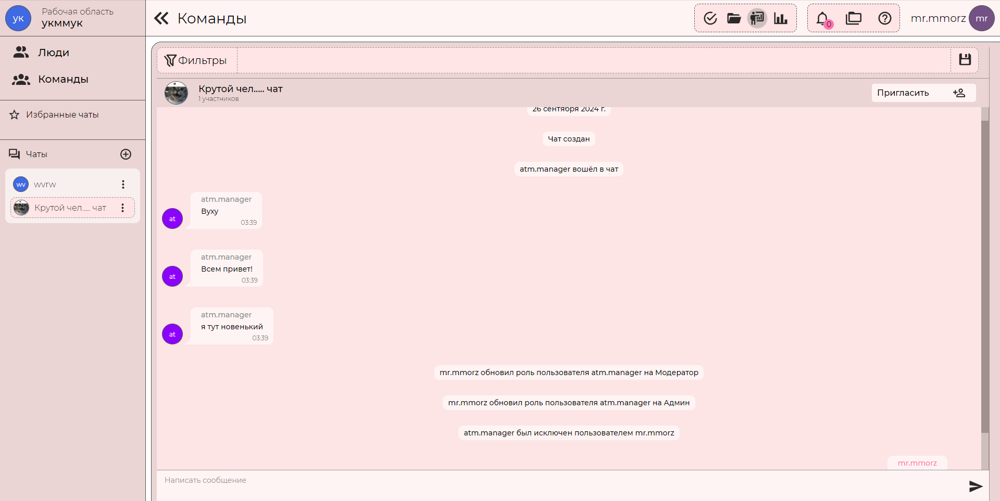 ук
Рабочая область
укммук
Люди
Команды
Избранные чаты
Чаты
wv
wvrw
Крутой чел..... чат
Команды
0
mr.mmorz
mr
Фильтры
Крутой чел..... чат
1 участников
Пригласить
26 сентября 2024 г.
Чат создан
atm.manager вошёл в чат
atm.manager
Вуху
at
03:39
atm.manager
Всем привет!
at
03:39
atm.manager
я тут новенький
at
03:39
mr.mmorz обновил роль пользователя atm.manager на Модератор
mr.mmorz обновил роль пользователя atm.manager на Админ
atm.manager был исключен пользователем mr.mmorz
mr.mmorz
Написать сообщение